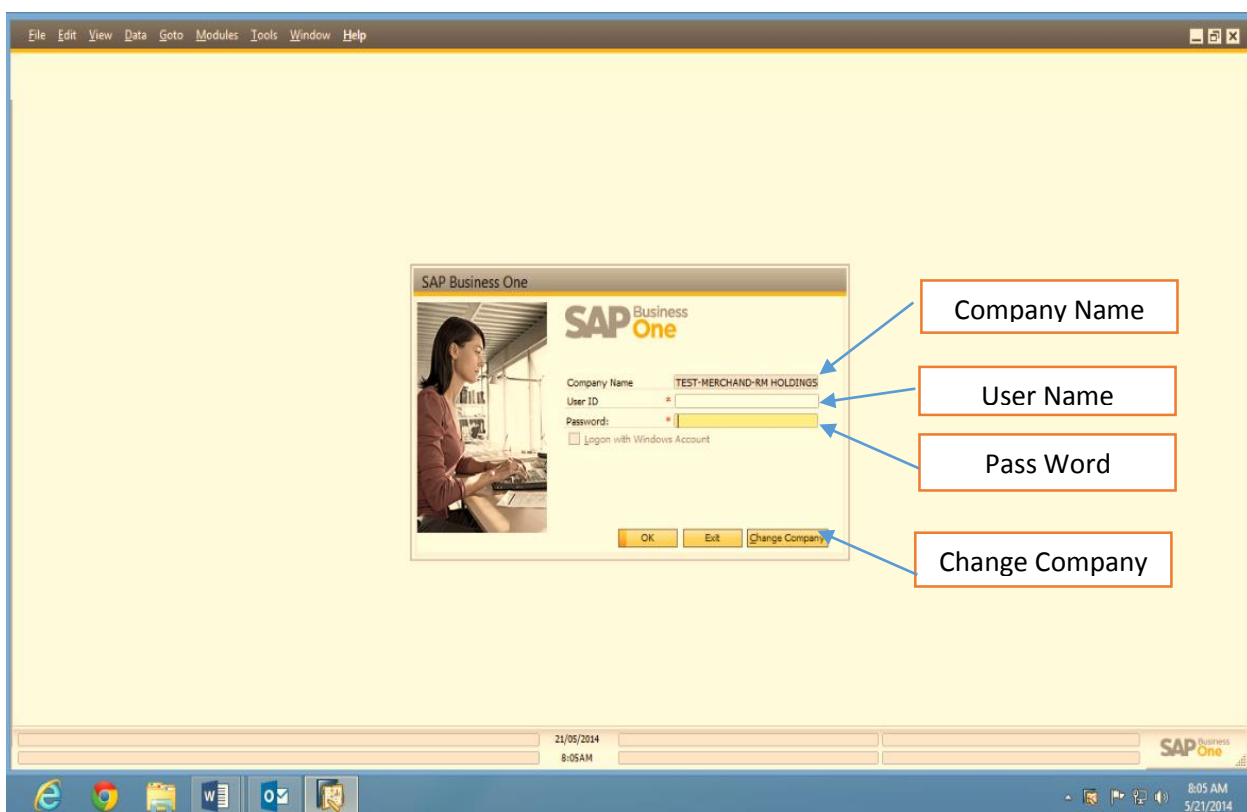 File Edit View Data Goto Modules Tools Window Help
SAP Business One
SAP Business One
Company Name
Company Name TEST-MERCHAND-RM HOLDINGS
User ID *
User Name
Password: *
Logon with Windows Account
Pass Word
OK Exit Change Company
Change Company
21/05/2014
8:05AM
SAP Business One
8:05 AM
5/21/2014